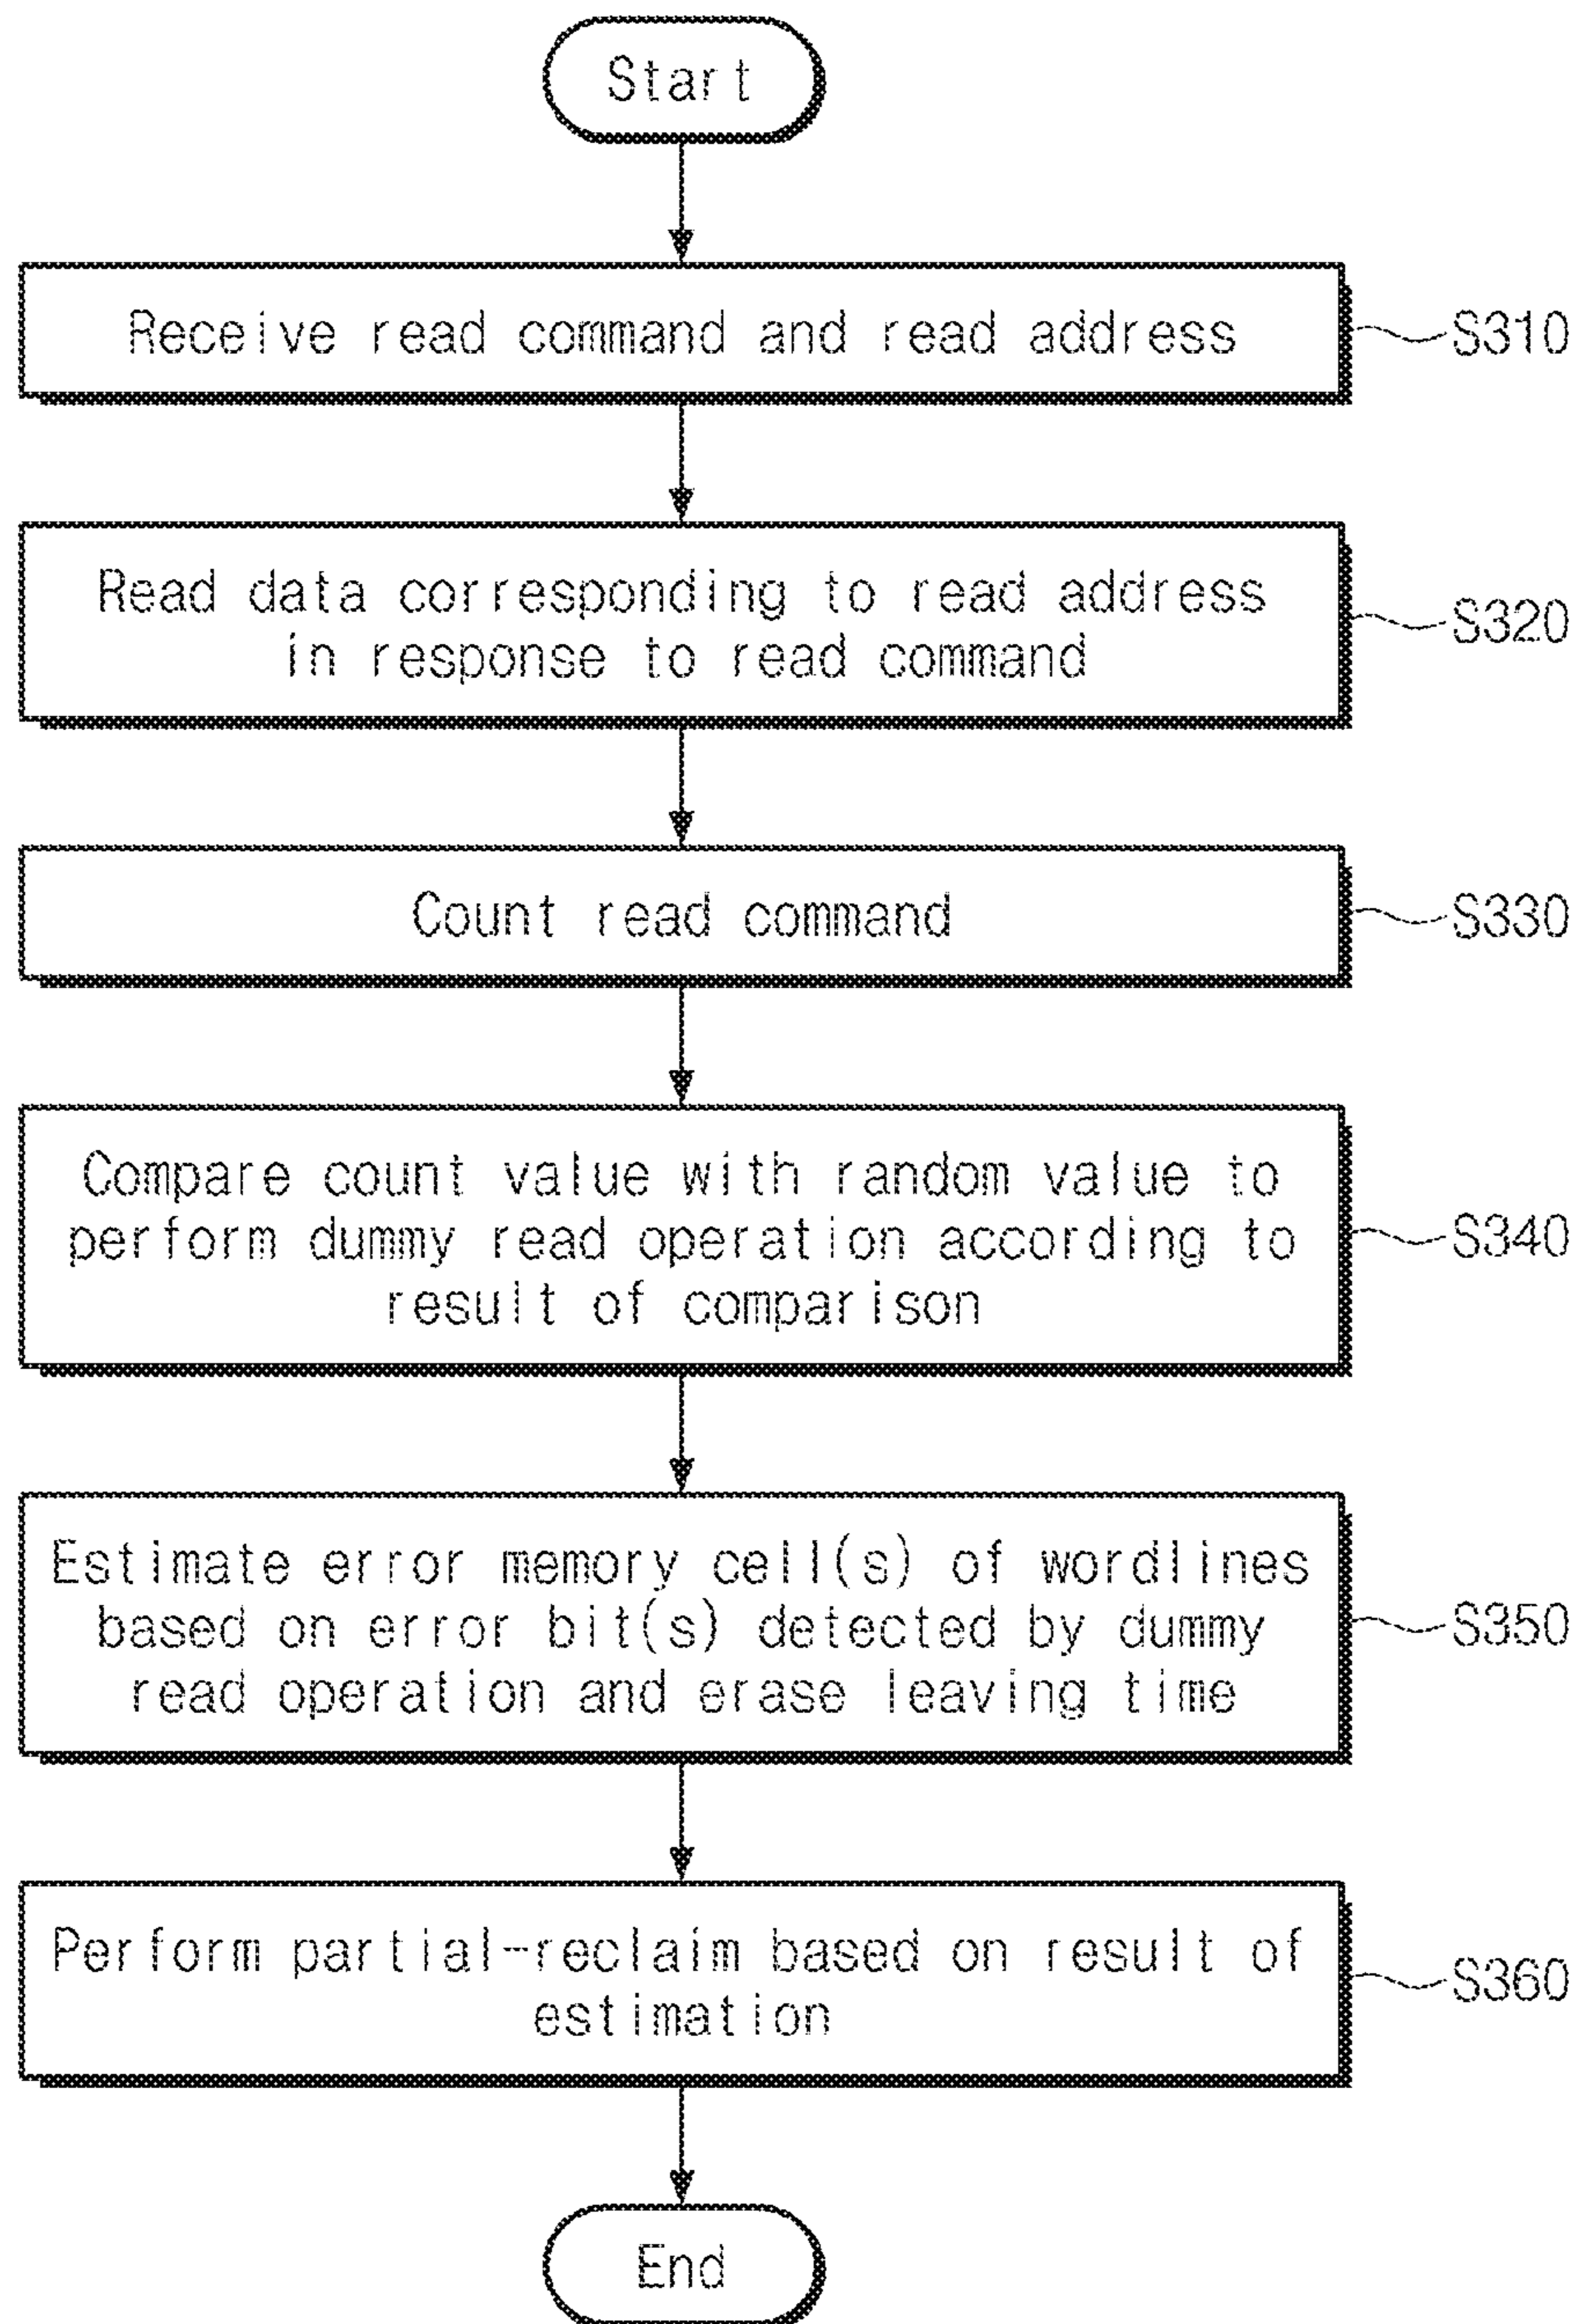 Start
Receive read command and read address
S310
Read data corresponding to read address
in response to read command
S320
Count read command
S330
Compare count value with random value to
perform dummy read operation according to
result of comparison
S340
Estimate error memory cell(s) of wordlines
based on error bit(s) detected by dummy
read operation and erase leaving time
S350
Perform partial-reclaim based on result of
estimation
S360
End